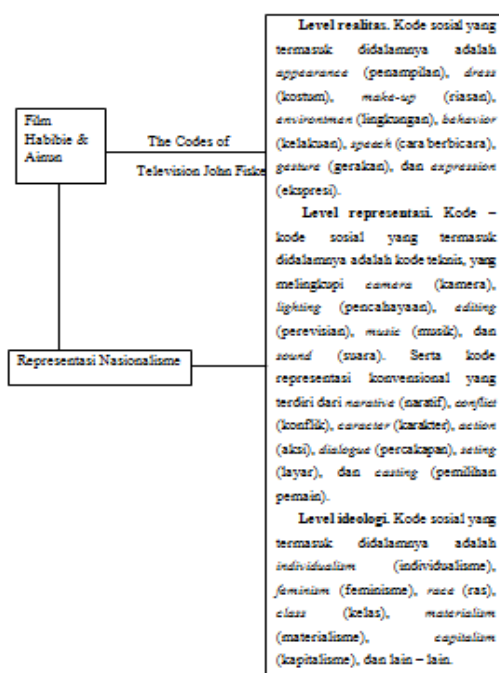 Film
Habibie &
Ainun
The Codes of
Television John Fiske
Representasi Nasionalisme
Level realitas. Kode sosial yang
termasuk didalamnya adalah
appearance (penampilan), dress
(kostum), make-up (riasan),
environtmen (lingkungan), behavior
(kelakuan), speech (cara berbicara),
gesture (gerakan), dan expression
(ekspresi).
Level representasi. Kode –
kode sosial yang termasuk
didalamnya adalah kode teknis, yang
melingkupi camera (kamera),
lighting (pencahayaan), editing
(perevisian), music (musik), dan
sound (suara). Serta kode
representasi konvensional yang
terdiri dari narative (naratif), conflict
(konflik), caracter (karakter), action
(aksi), dialogue (percakapan), seting
(layar), dan casting (pemilihan
pemain).
Level ideologi. Kode sosial yang
termasuk didalamnya adalah
individualism (individualisme),
feminism (feminisme), race (ras),
class (kelas), materialism
(materialisme), capitalism
(kapitalisme), dan lain – lain.